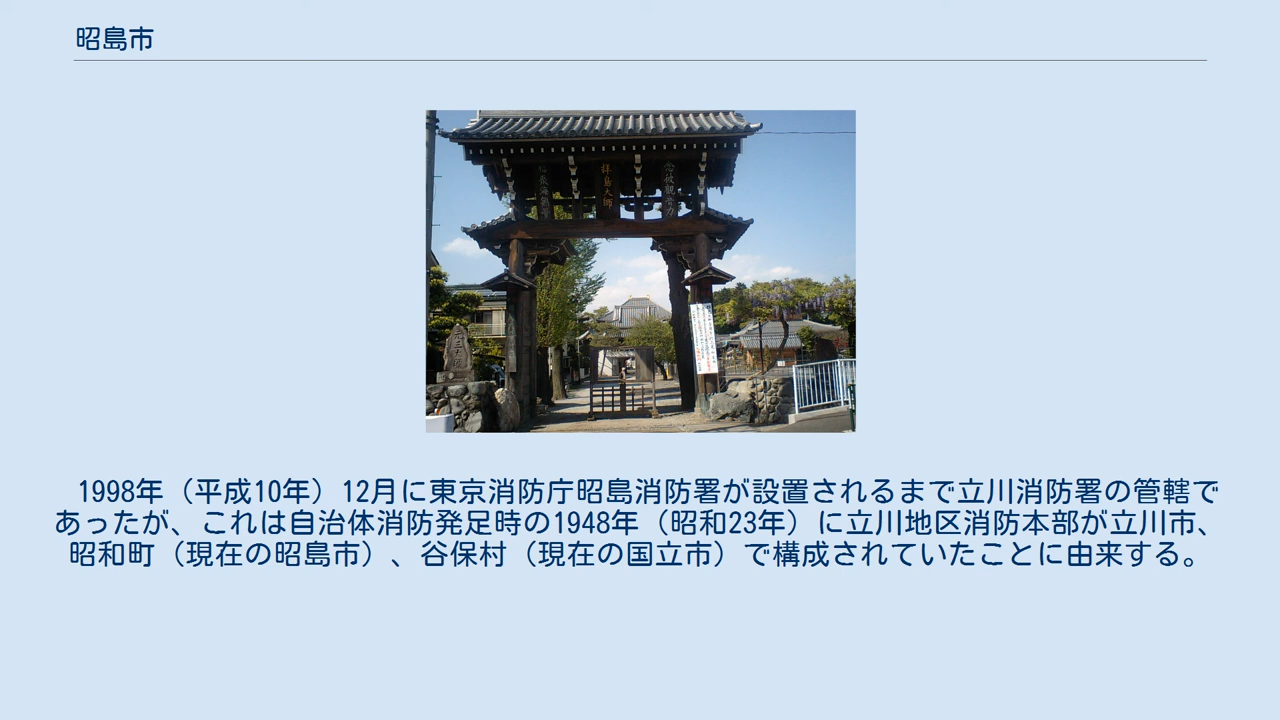 昭島市
拝島大師
1998年（平成10年）12月に東京消防庁昭島消防署が設置されるまで立川消防署の管轄で
あったが、これは自治体消防発足時の1948年（昭和23年）に立川地区消防本部が立川市、
昭和町（現在の昭島市）、谷保村（現在の国立市）で構成されていたことに由来する。